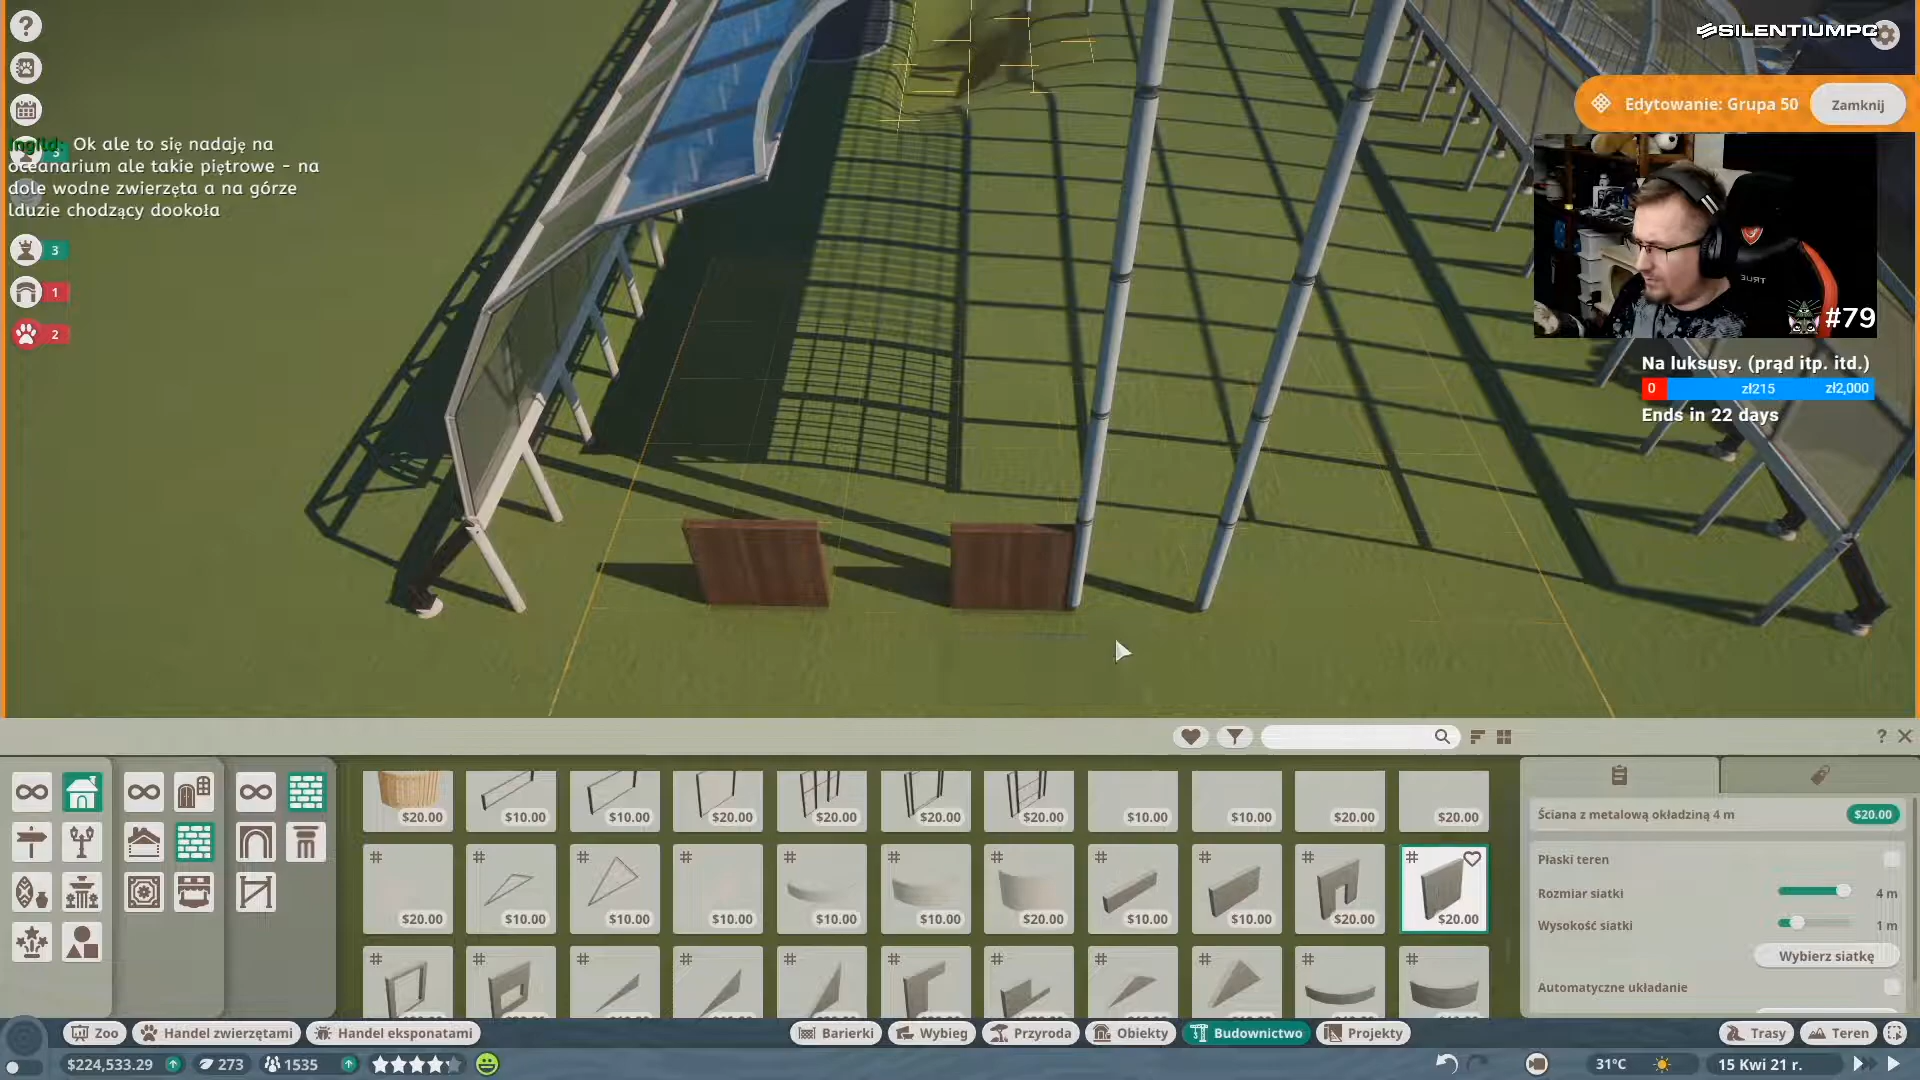 SILENTIUMPC
Edytowanie: Grupa 50
Zamknij
Ingild: Ok ale to się nadaję na
oceanarium ale takie piętrowe - na
dole wodne zwierzęta a na górze
lduzie chodzący dookoła
3
3
1
2
TRUE
#79
Na luksusy. (prąd itp. itd.)
0 zł215 zł2,000
Ends in 22 days
$20.00 $10.00 $10.00 $20.00 $20.00 $20.00 $20.00 $10.00 $10.00 $20.00 $20.00
$20.00 $10.00 $10.00 $10.00 $10.00 $10.00 $20.00 $10.00 $10.00 $20.00 $20.00
Ściana z metalową okładziną 4 m $20.00
Płaski teren
Rozmiar siatki 4 m
Wysokość siatki 1 m
Wybierz siatkę
Automatyczne układanie
Zoo Handel zwierzętami Handel eksponatami Barierki Wybieg Przyroda Obiekty Budownictwo Projekty Trasy Teren
$224,533.29 273 1535 31°C 15 Kwi 21 r.